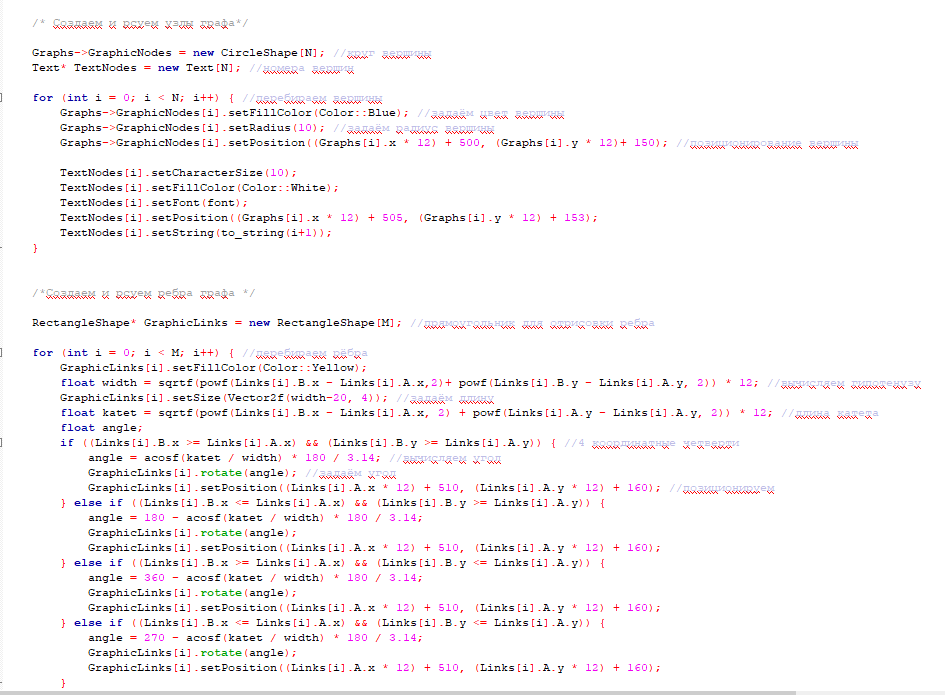 /* Создаем и рсуем узлы графа*/
Graphs->GraphicNodes = new CircleShape[N]; //круг вершины
Text* TextNodes = new Text[N]; //номера вершин
for (int i = 0; i < N; i++) { //перебираем вершины
Graphs->GraphicNodes[i].setFillColor(Color::Blue); //задаём цвет вершины
Graphs->GraphicNodes[i].setRadius(10); //задаём радиус вершины
Graphs->GraphicNodes[i].setPosition((Graphs[i].x * 12) + 500, (Graphs[i].y * 12)+ 150); //позиционирование вершины
TextNodes[i].setCharacterSize(10);
TextNodes[i].setFillColor(Color::White);
TextNodes[i].setFont(font);
TextNodes[i].setPosition((Graphs[i].x * 12) + 505, (Graphs[i].y * 12) + 153);
TextNodes[i].setString(to_string(i+1));
}
/*Создаем и рсуем ребра графа */
RectangleShape* GraphicLinks = new RectangleShape[M]; //прямоугольник для отрисовки ребра
for (int i = 0; i < M; i++) { //перебираем рёбра
GraphicLinks[i].setFillColor(Color::Yellow);
float width = sqrtf(powf(Links[i].B.x - Links[i].A.x,2)+ powf(Links[i].B.y - Links[i].A.y, 2)) * 12; //вычисляем гипотенузу
GraphicLinks[i].setSize(Vector2f(width-20, 4)); //задаём длину
float katet = sqrtf(powf(Links[i].B.x - Links[i].A.x, 2) + powf(Links[i].A.y - Links[i].A.y, 2)) * 12; //длина катета
float angle;
if ((Links[i].B.x >= Links[i].A.x) && (Links[i].B.y >= Links[i].A.y)) { //4 координатные четверти
angle = acosf(katet / width) * 180 / 3.14; //вычисляем угол
GraphicLinks[i].rotate(angle); //задаём угол
GraphicLinks[i].setPosition((Links[i].A.x * 12) + 510, (Links[i].A.y * 12) + 160); //позиционируем
} else if ((Links[i].B.x <= Links[i].A.x) && (Links[i].B.y >= Links[i].A.y)) {
angle = 180 - acosf(katet / width) * 180 / 3.14;
GraphicLinks[i].rotate(angle);
GraphicLinks[i].setPosition((Links[i].A.x * 12) + 510, (Links[i].A.y * 12) + 160);
} else if ((Links[i].B.x >= Links[i].A.x) && (Links[i].B.y <= Links[i].A.y)) {
angle = 360 - acosf(katet / width) * 180 / 3.14;
GraphicLinks[i].rotate(angle);
GraphicLinks[i].setPosition((Links[i].A.x * 12) + 510, (Links[i].A.y * 12) + 160);
} else if ((Links[i].B.x <= Links[i].A.x) && (Links[i].B.y <= Links[i].A.y)) {
angle = 270 - acosf(katet / width) * 180 / 3.14;
GraphicLinks[i].rotate(angle);
GraphicLinks[i].setPosition((Links[i].A.x * 12) + 510, (Links[i].A.y * 12) + 160);
}